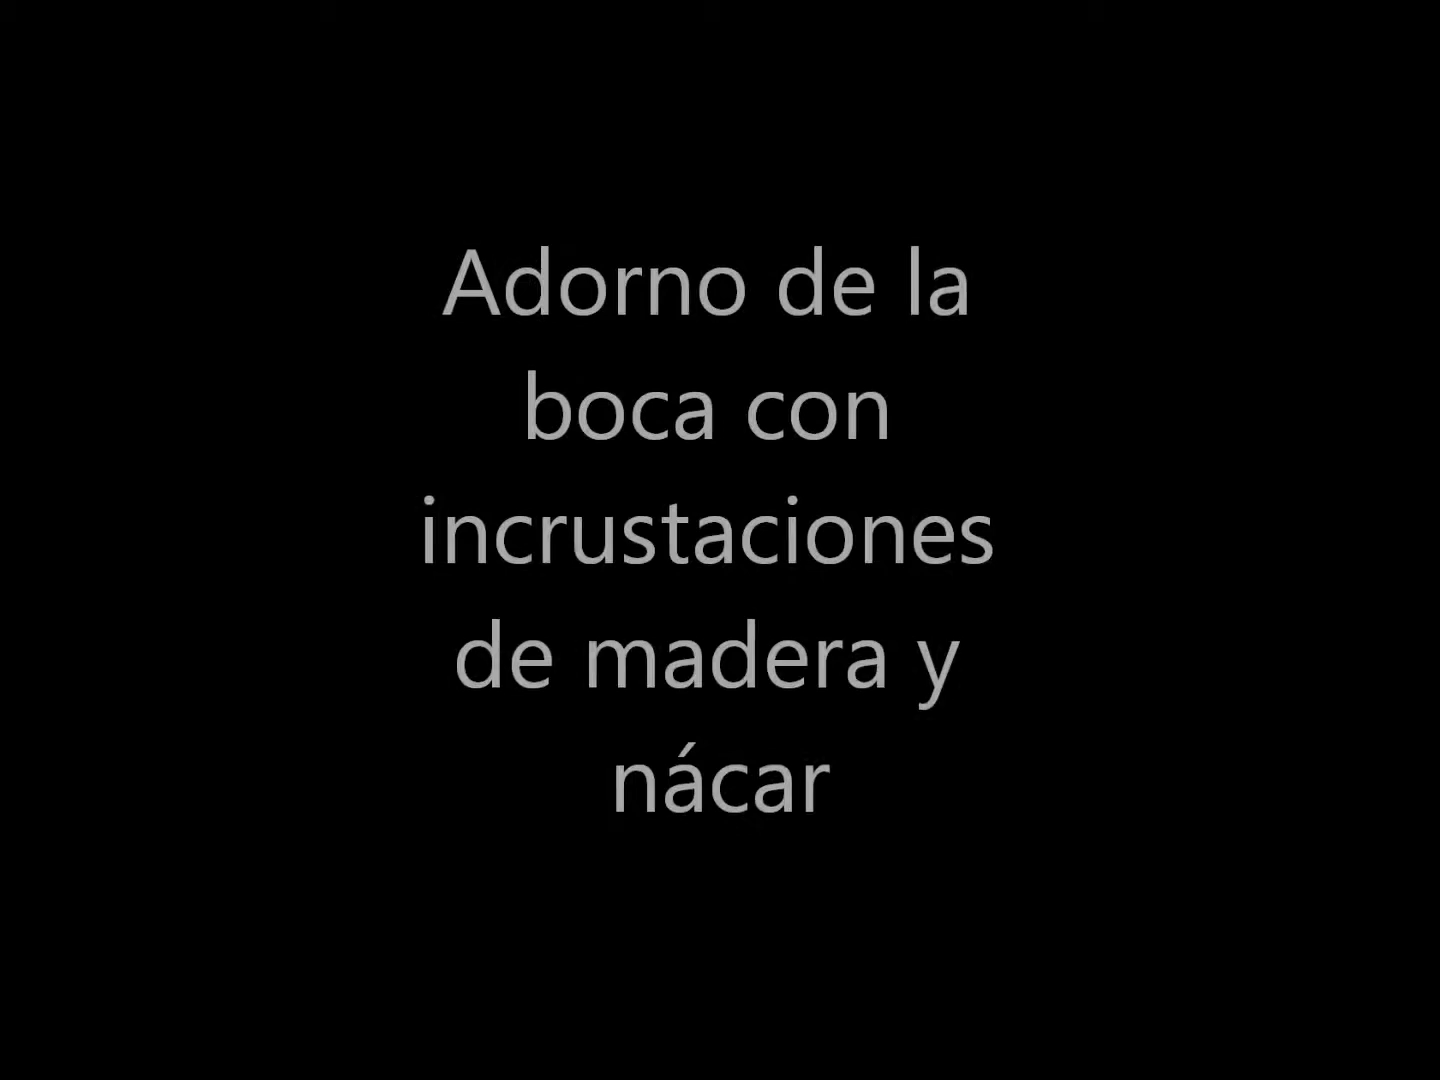 Adorno de la
boca con
incrustaciones
de madera y
nácar